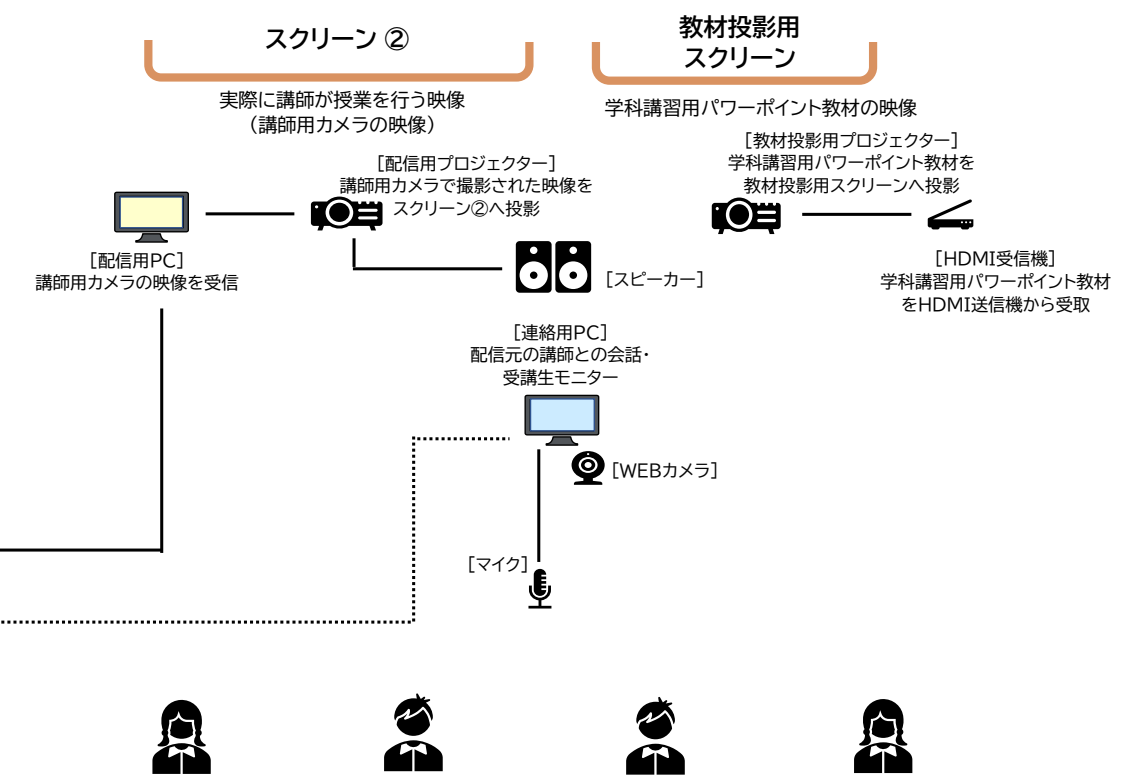 スクリーン ②
教材投影用
スクリーン
実際に講師が授業を行う映像
（講師用カメラの映像）
学科講習用パワーポイント教材の映像
[教材投影用プロジェクター]
学科講習用パワーポイント教材を
教材投影用スクリーンへ投影
[配信用プロジェクター]
講師用カメラで撮影された映像を
スクリーン②へ投影
[配信用PC]
講師用カメラの映像を受信
[スピーカー]
[HDMI受信機]
学科講習用パワーポイント教材
をHDMI送信機から受取
[連絡用PC]
配信元の講師との会話・
受講生モニター
[WEBカメラ]
[マイク]